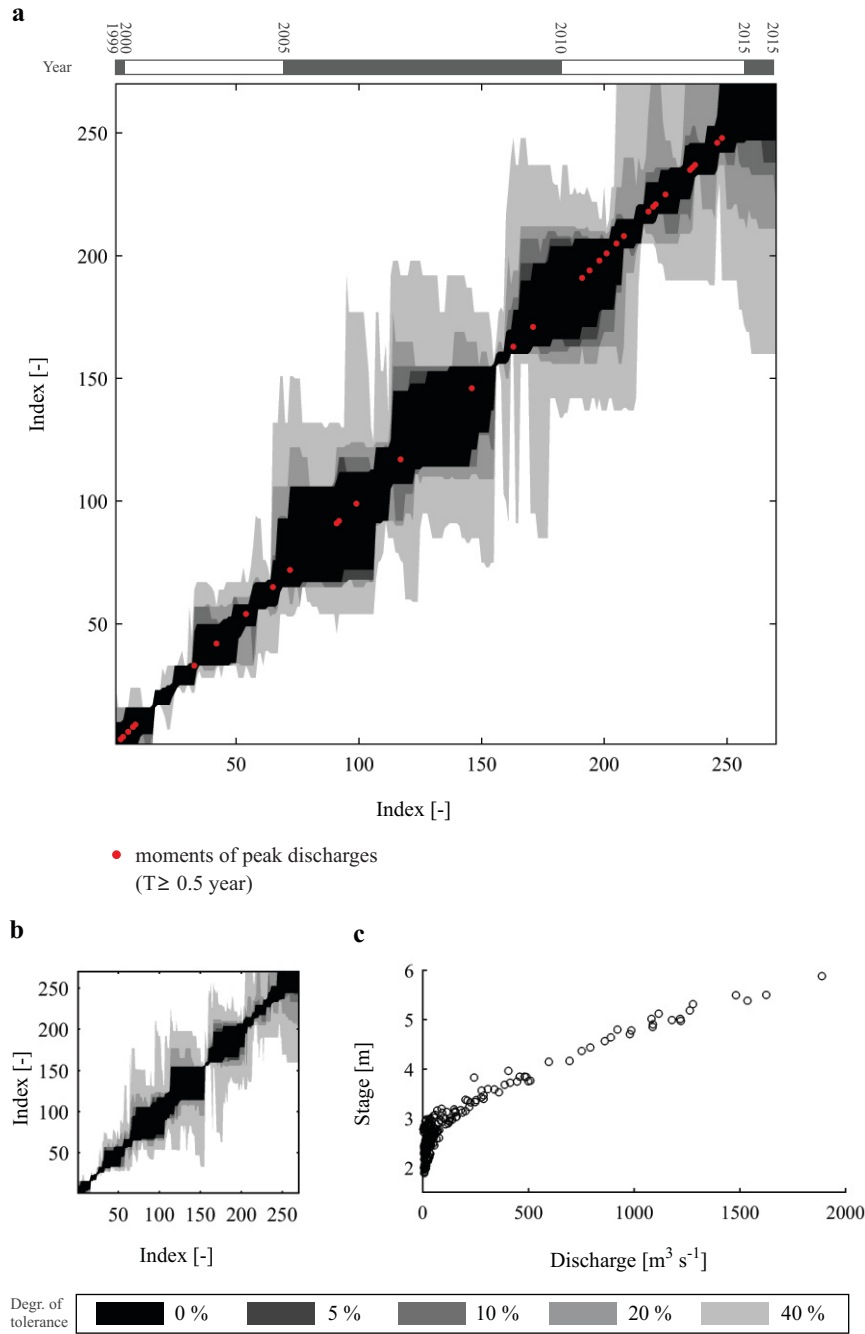 a
1999 2000 2005 2010 2015 2015
Year
250
200
150
100
50
Index [-]
50 100 150 200 250
Index [-]
moments of peak discharges
(T≥ 0.5 year)
b
250
200
150
100
50
Index [-]
50 100 150 200 250
Index [-]
c
6
5
4
3
2
Stage [m]
0 500 1000 1500 2000
Discharge [m³ s⁻¹]
Degr. of
tolerance
0 % 5 % 10 % 20 % 40 %